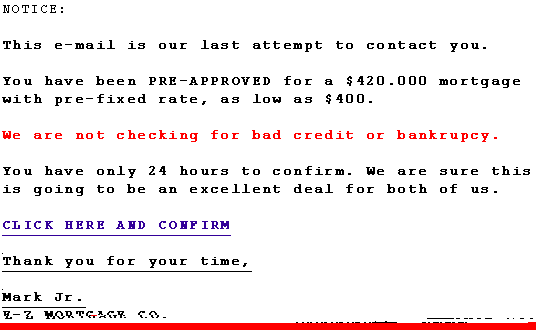 NOTICE:
This e-mail is our last attempt to contact you.
You have been PRE-APPROVED for a $420.000 mortgage
with pre-fixed rate, as low as $400.
We are not checking for bad credit or bankrupcy.
You have only 24 hours to confirm. We are sure this
is going to be an excellent deal for both of us.
CLICK HERE AND CONFIRM
Thank you for your time,
Mark Jr.
E-Z MORTGAGE CO.